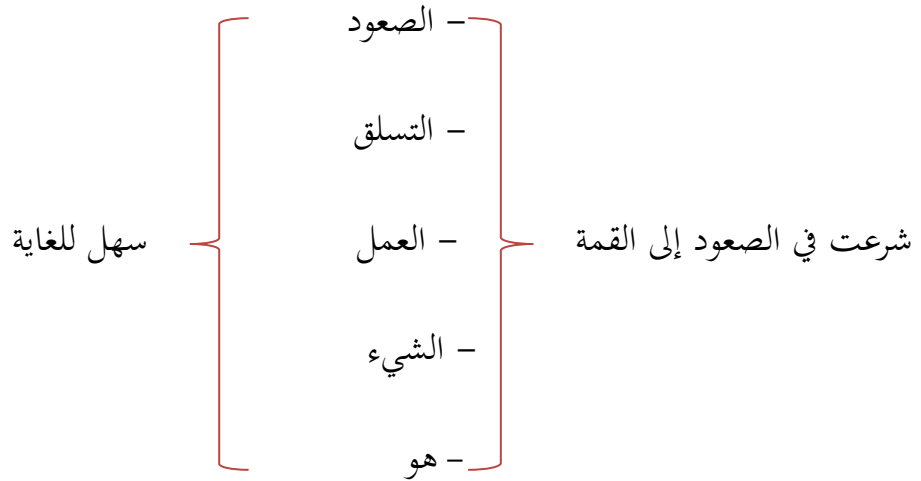 – الصعود
– التسلق
شرعت في الصعود إلى القمة – العمل سهل للغاية
– الشيء
– هو